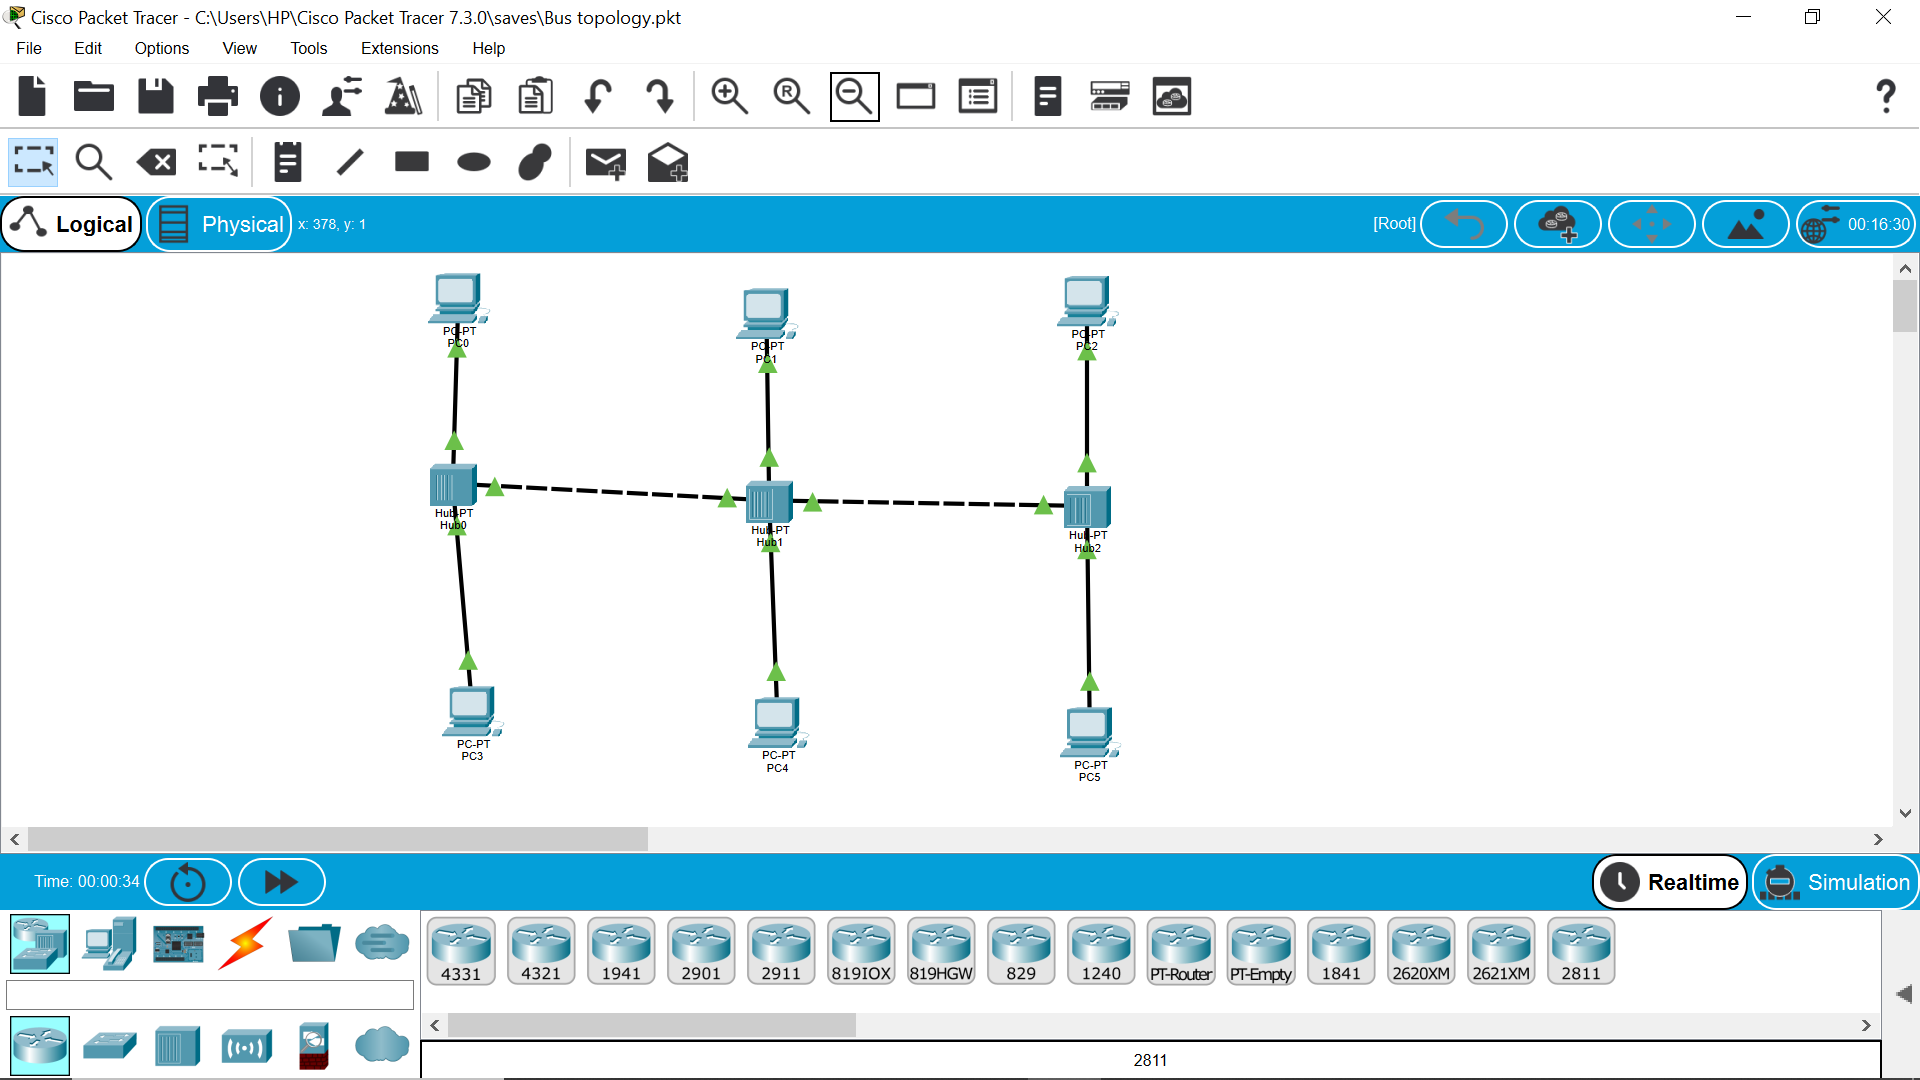 Cisco Packet Tracer - C:\Users\HP\Cisco Packet Tracer 7.3.0\saves\Bus topology.pkt
File Edit Options View Tools Extensions Help
Logical Physical x: 378, y: 1 [Root] 00:16:30
PC-PT
PC0
PC-PT
PC1
PC-PT
PC2
Hub-PT
Hub0
Hub-PT
Hub1
Hub-PT
Hub2
PC-PT
PC3
PC-PT
PC4
PC-PT
PC5
Time: 00:00:34 Realtime Simulation
4331 4321 1941 2901 2911 819IOX 819HGW 829 1240 PT-Router PT-Empty 1841 2620XM 2621XM 2811
2811